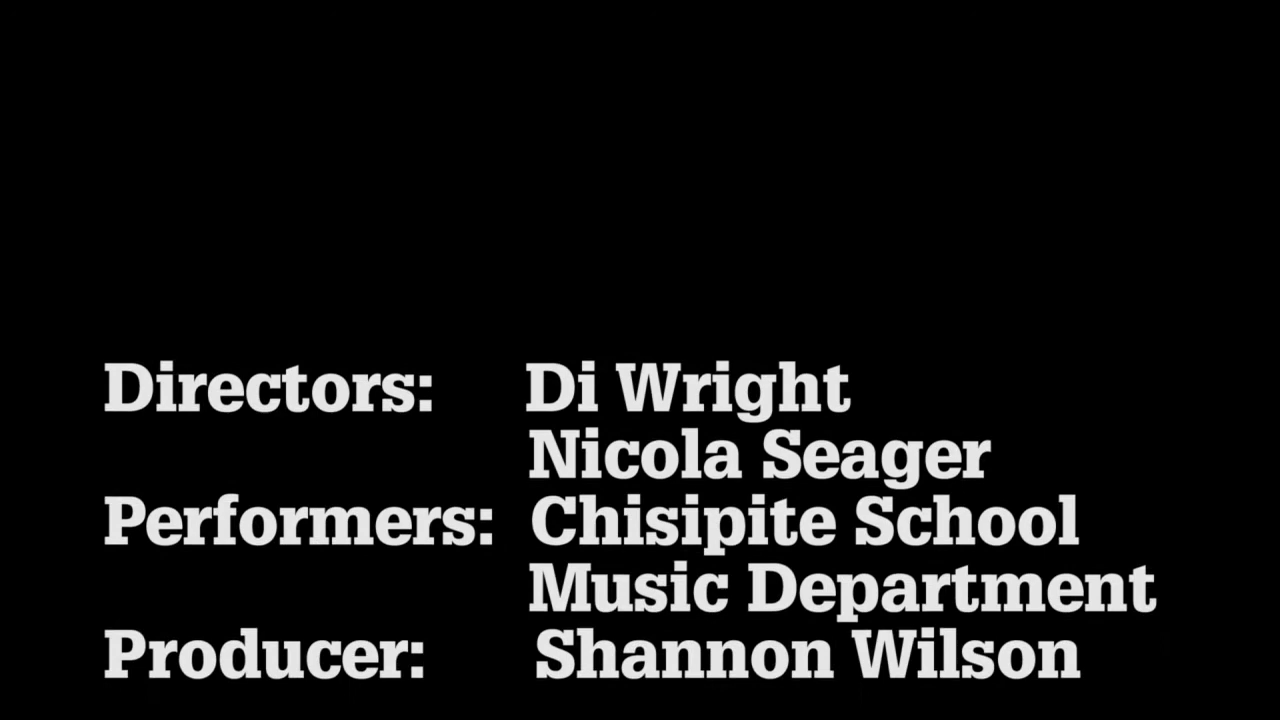 Directors: Di Wright
Nicola Seager
Performers: Chisipite School
Music Department
Producer: Shannon Wilson